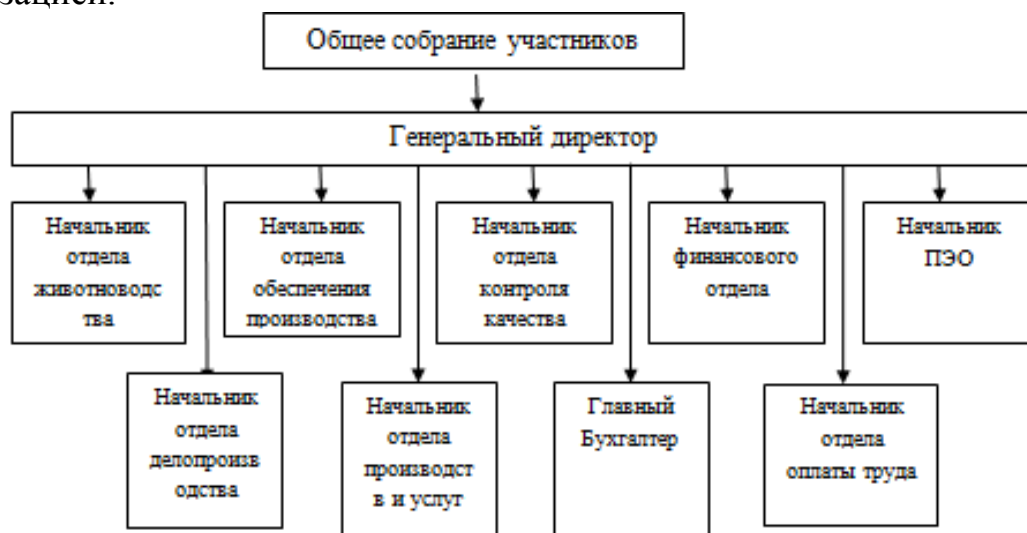 зацией.
Общее собрание участников
Генеральный директор
Начальник
отдела
животноводс
тва
Начальник
отдела
обеспечения
производства
Начальник
отдела
контроля
качества
Начальник
финансового
отдела
Начальник
ПЭО
Начальник
отдела
делопроизв
одства
Начальник
отдела
производст
в и услуг
Главный
Бухгалтер
Начальник
отдела
оплаты труда